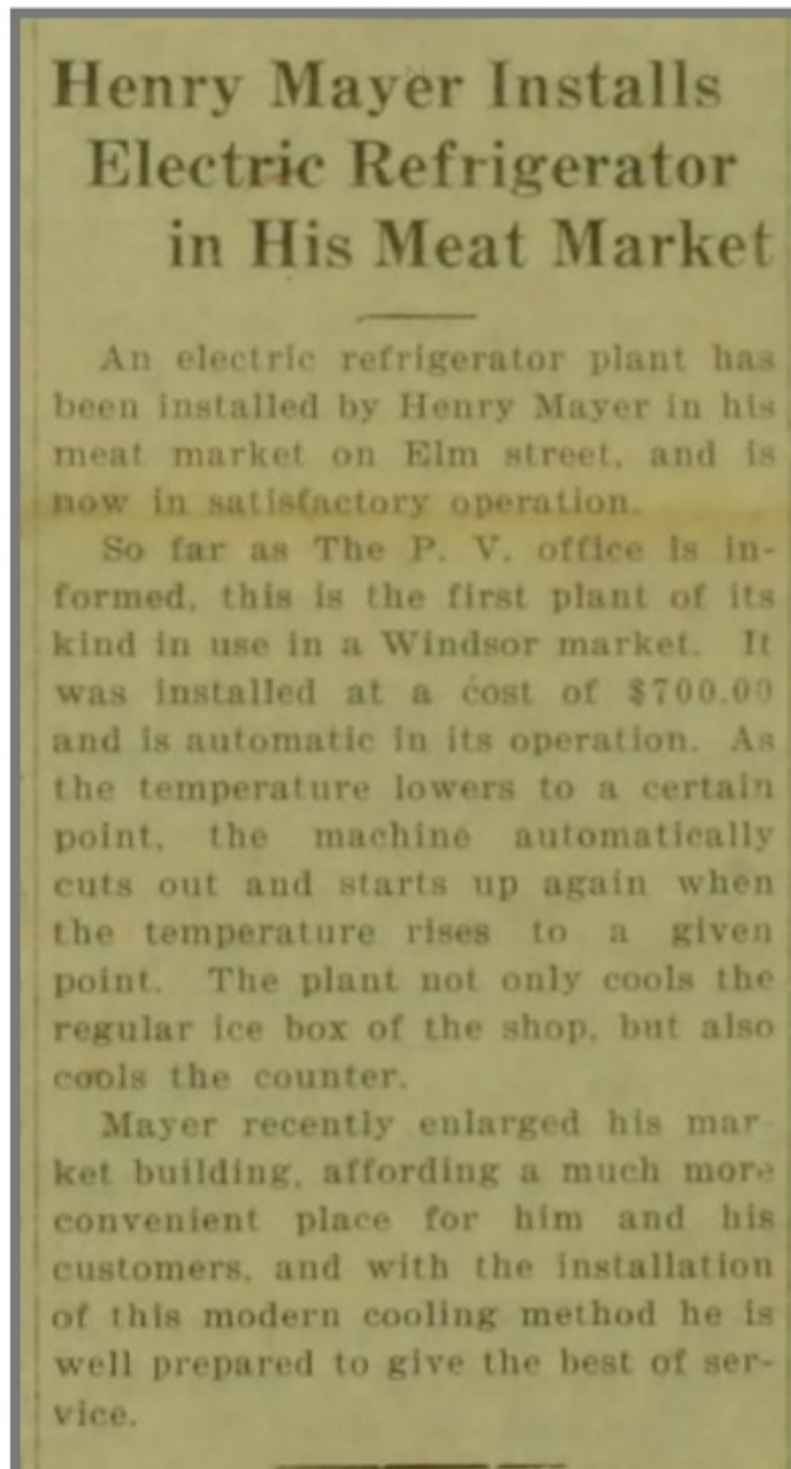 Henry Mayer Installs
Electric Refrigerator
in His Meat Market
An electric refrigerator plant has
been installed by Henry Mayer in his
meat market on Elm street, and is
now in satisfactory operation.
So far as The P. V. office is in-
formed, this is the first plant of its
kind in use in a Windsor market. It
was installed at a cost of $700.00
and is automatic in its operation. As
the temperature lowers to a certain
point, the machine automatically
cuts out and starts up again when
the temperature rises to a given
point. The plant not only cools the
regular ice box of the shop, but also
cools the counter.
Mayer recently enlarged his mar-
ket building, affording a much more
convenient place for him and his
customers, and with the installation
of this modern cooling method he is
well prepared to give the best of ser-
vice.